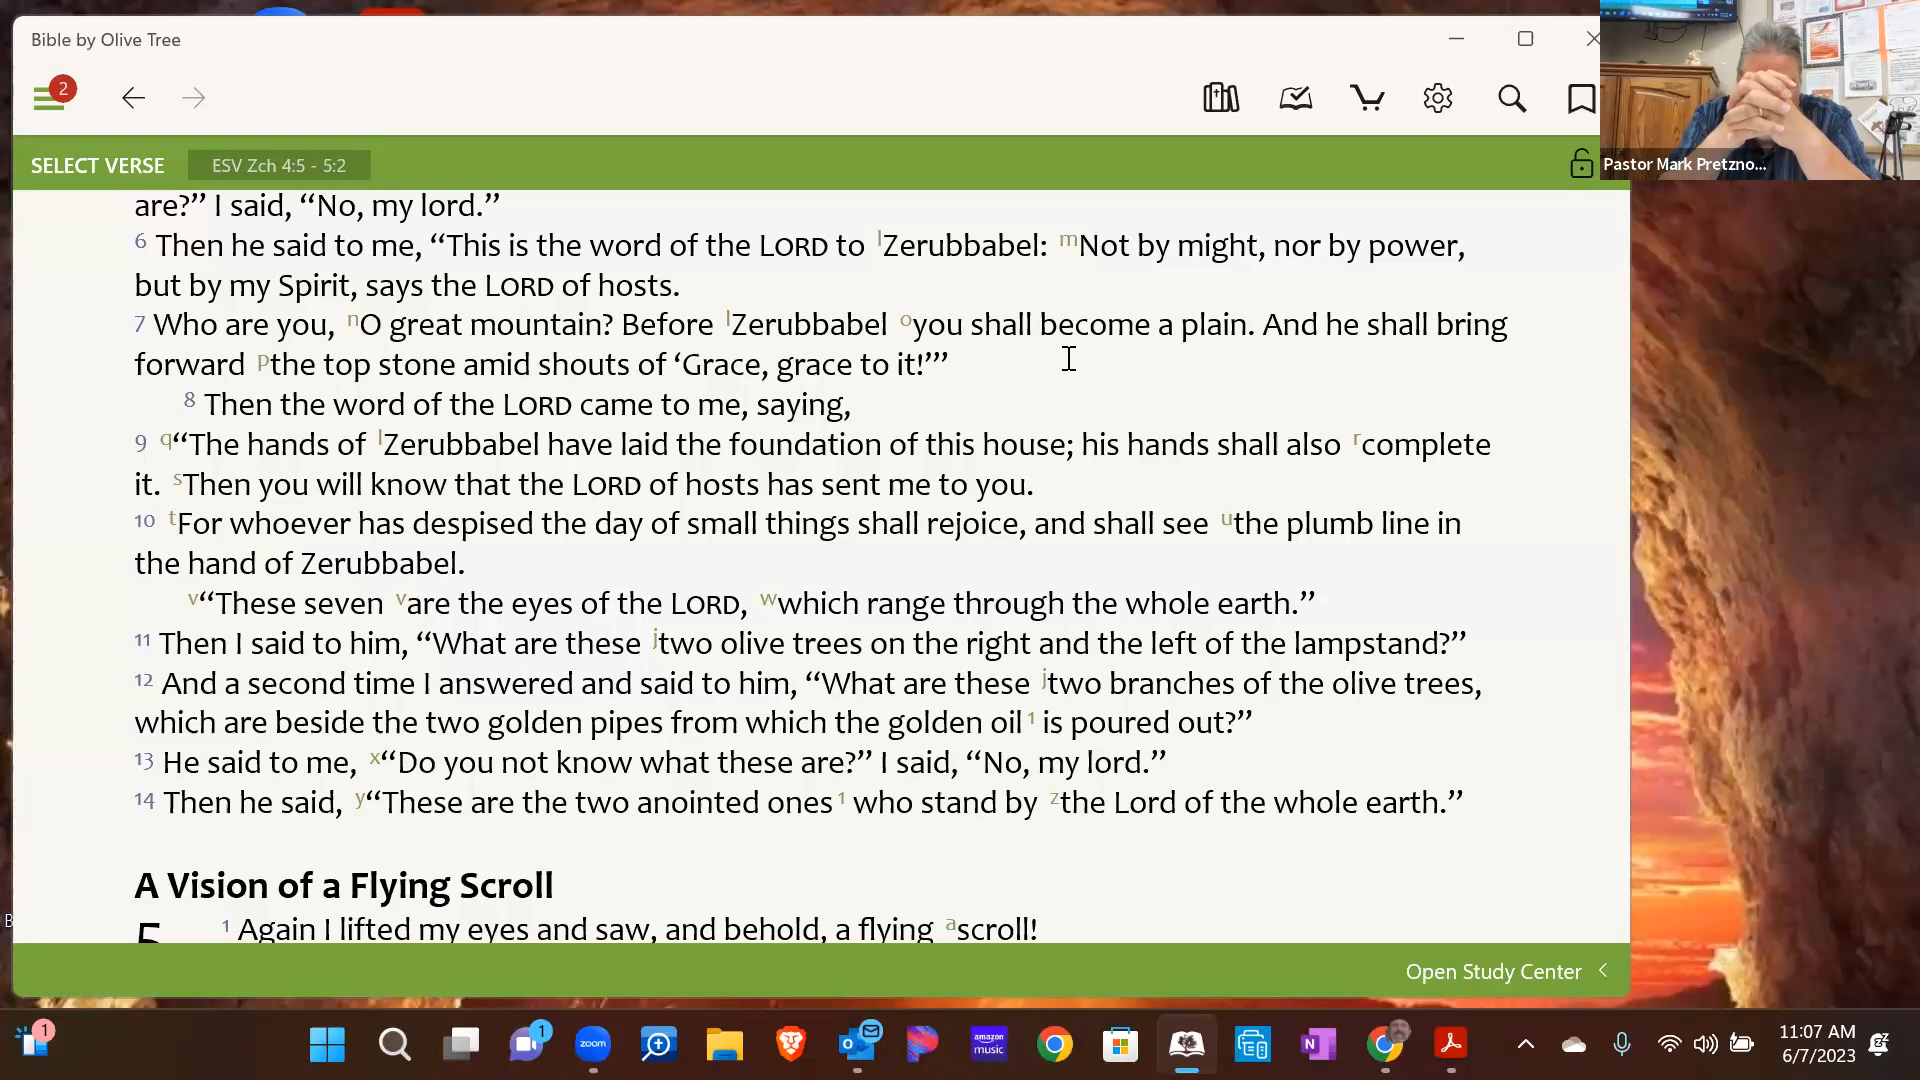 Bible by Olive Tree
2
SELECT VERSE
ESV Zch 4:5 - 5:2
Pastor Mark Pretzno...
are?” I said, “No, my lord.”
6 Then he said to me, “This is the word of the LORD to lZerubbabel: mNot by might, nor by power,
but by my Spirit, says the LORD of hosts.
7 Who are you, nO great mountain? Before lZerubbabel oyou shall become a plain. And he shall bring
forward pthe top stone amid shouts of ‘Grace, grace to it!’”
8 Then the word of the LORD came to me, saying,
9 q“The hands of lZerubbabel have laid the foundation of this house; his hands shall also rcomplete
it. sThen you will know that the LORD of hosts has sent me to you.
10 tFor whoever has despised the day of small things shall rejoice, and shall see uthe plumb line in
the hand of Zerubbabel.
v“These seven vare the eyes of the LORD, wwhich range through the whole earth.”
11 Then I said to him, “What are these jtwo olive trees on the right and the left of the lampstand?”
12 And a second time I answered and said to him, “What are these jtwo branches of the olive trees,
which are beside the two golden pipes from which the golden oil1 is poured out?”
13 He said to me, x“Do you not know what these are?” I said, “No, my lord.”
14 Then he said, y“These are the two anointed ones1 who stand by zthe Lord of the whole earth.”
A Vision of a Flying Scroll
5 1 Again I lifted my eyes and saw, and behold, a flying ascroll!
Open Study Center
1
1
zoom
amazon music
11:07 AM
6/7/2023